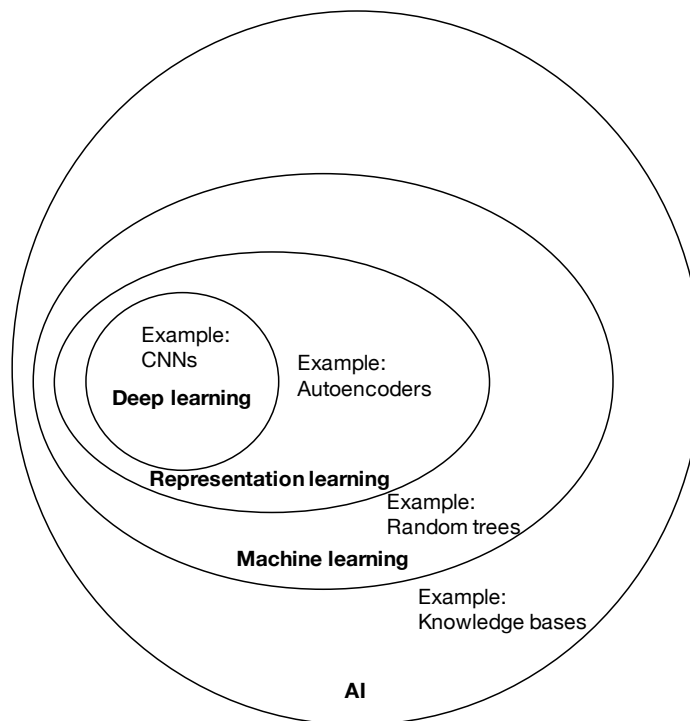 Example:
CNNs
Deep learning
Example:
Autoencoders
Representation learning
Example:
Random trees
Machine learning
Example:
Knowledge bases
AI